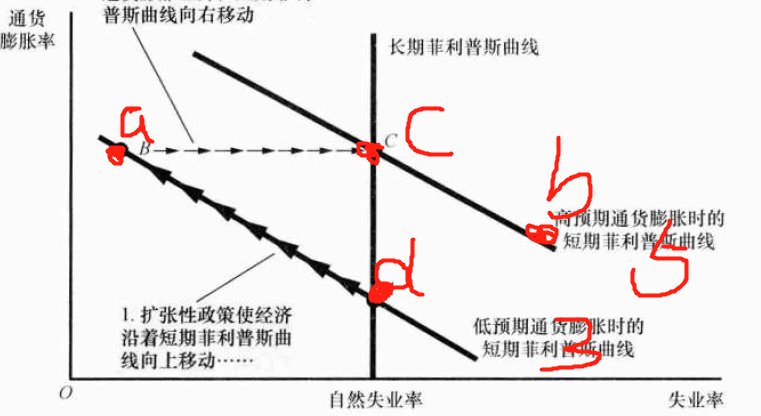 普斯曲线向右移动
通货
膨胀率
长期菲利普斯曲线
a
B
C
C
b
高预期通货膨胀时的
短期菲利普斯曲线
5
d
1. 扩张性政策使经济
沿着短期菲利普斯曲
线向上移动……
低预期通货膨胀时的
短期菲利普斯曲线
3
O
自然失业率
失业率